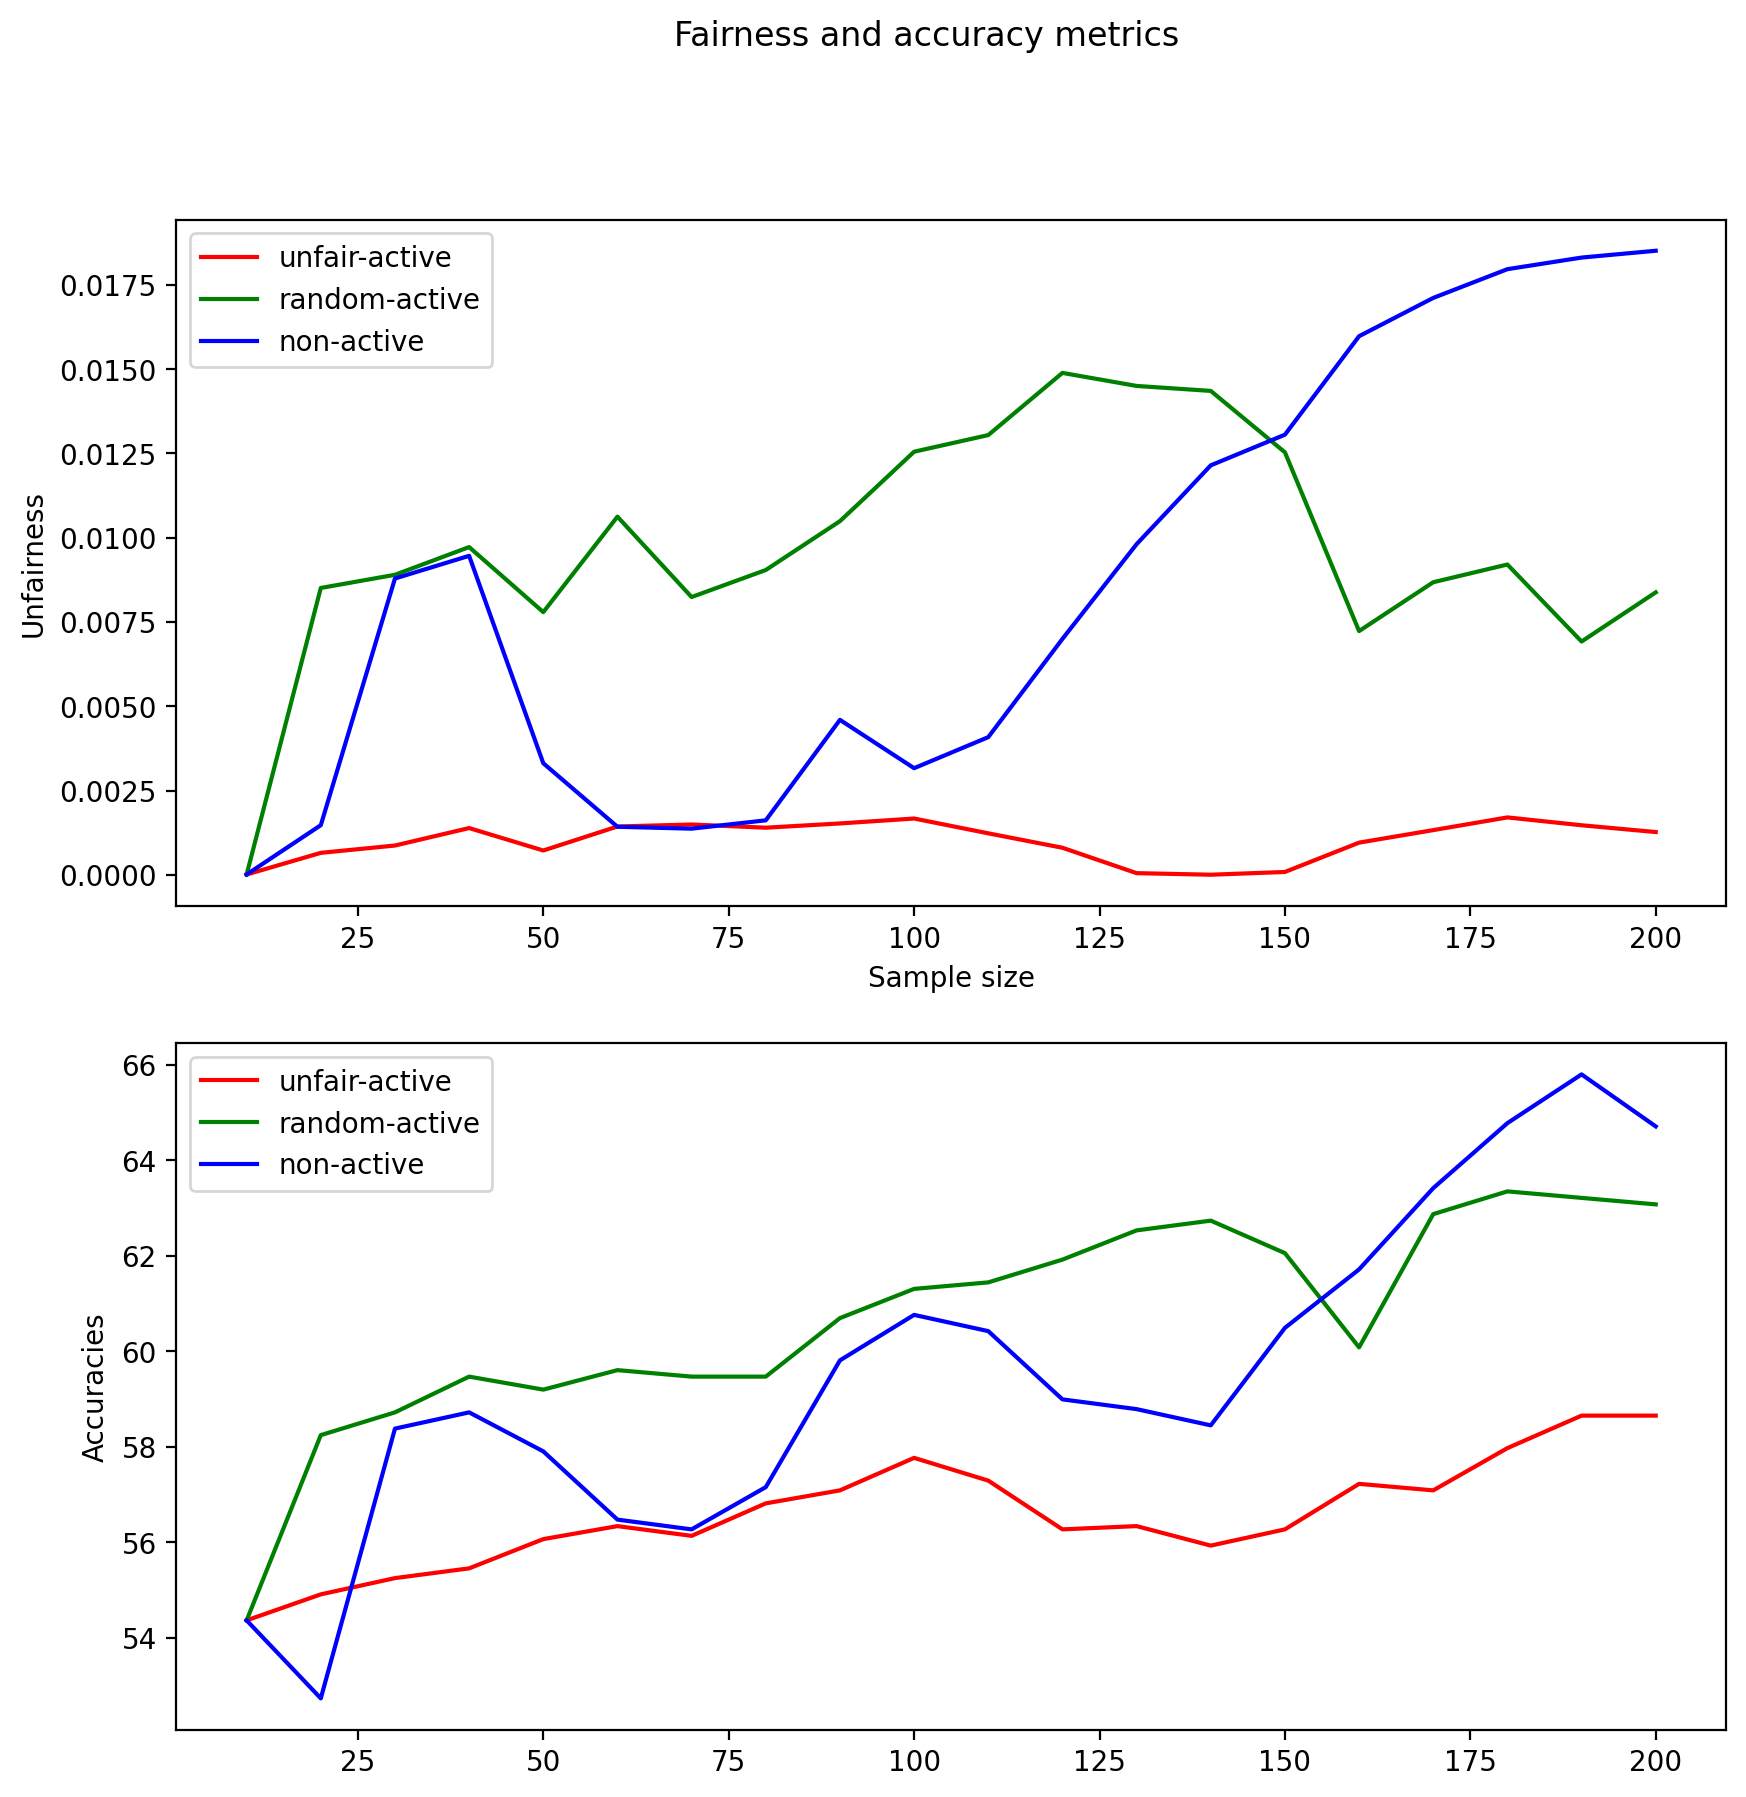 Fairness and accuracy metrics
unfair-active
random-active
non-active
0.0175
0.0150
0.0125
0.0100
0.0075
0.0050
0.0025
0.0000
Unfairness
25 50 75 100 125 150 175 200
Sample size
unfair-active
random-active
non-active
66
64
62
60
58
56
54
Accuracies
25 50 75 100 125 150 175 200